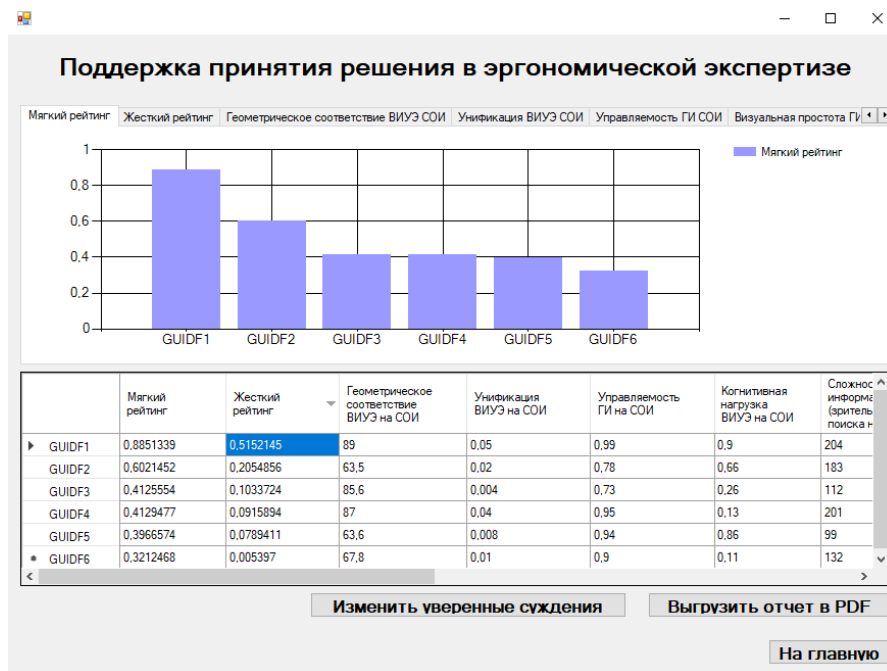 Поддержка принятия решения в эргономической экспертизе
Мягкий рейтинг Жесткий рейтинг Геометрическое соответствие ВИУЭ СОИ Унификация ВИУЭ СОИ Управляемость ГИ СОИ Визуальная простота ГИ
Мягкий рейтинг
1
0,8
0,6
0,4
0,2
0
GUIDF1 GUIDF2 GUIDF3 GUIDF4 GUIDF5 GUIDF6
Мягкий рейтинг Жесткий рейтинг Геометрическое соответствие ВИУЭ на СОИ Унификация ВИУЭ на СОИ Управляемость ГИ на СОИ Когнитивная нагрузка ВИУЭ на СОИ Сложнос информа (зритель поиска н
GUIDF1 0,8851339 0,5152145 89 0,05 0,99 0,9 204
GUIDF2 0,6021452 0,2054856 63,5 0,02 0,78 0,66 183
GUIDF3 0,4125554 0,1033724 85,6 0,004 0,73 0,26 112
GUIDF4 0,4129477 0,0915894 87 0,04 0,95 0,13 201
GUIDF5 0,3966574 0,0789411 63,6 0,008 0,94 0,86 99
GUIDF6 0,3212468 0,005397 67,8 0,01 0,9 0,11 132
Изменить уверенные суждения Выгрузить отчет в PDF
На главную